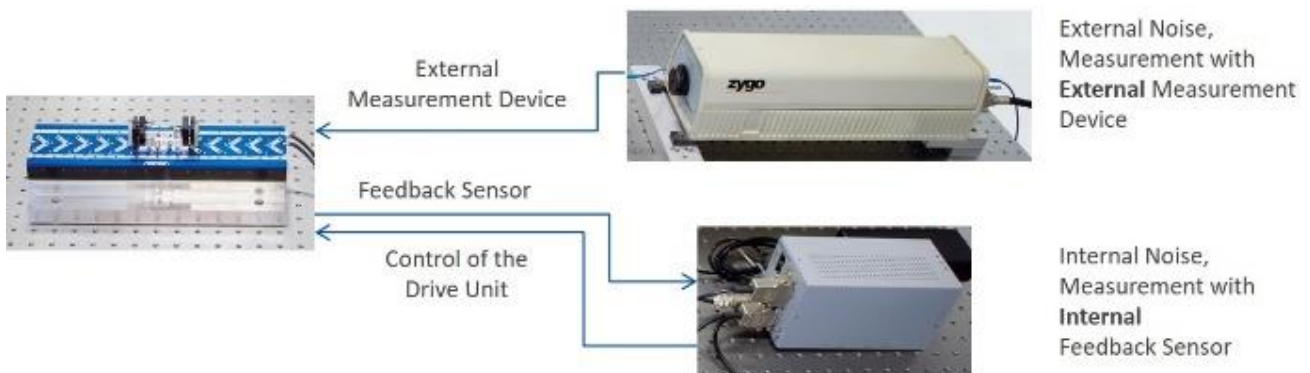 External
Measurement Device
zygo
External Noise,
Measurement with
External Measurement
Device
Feedback Sensor
Control of the
Drive Unit
Internal Noise,
Measurement with
Internal
Feedback Sensor